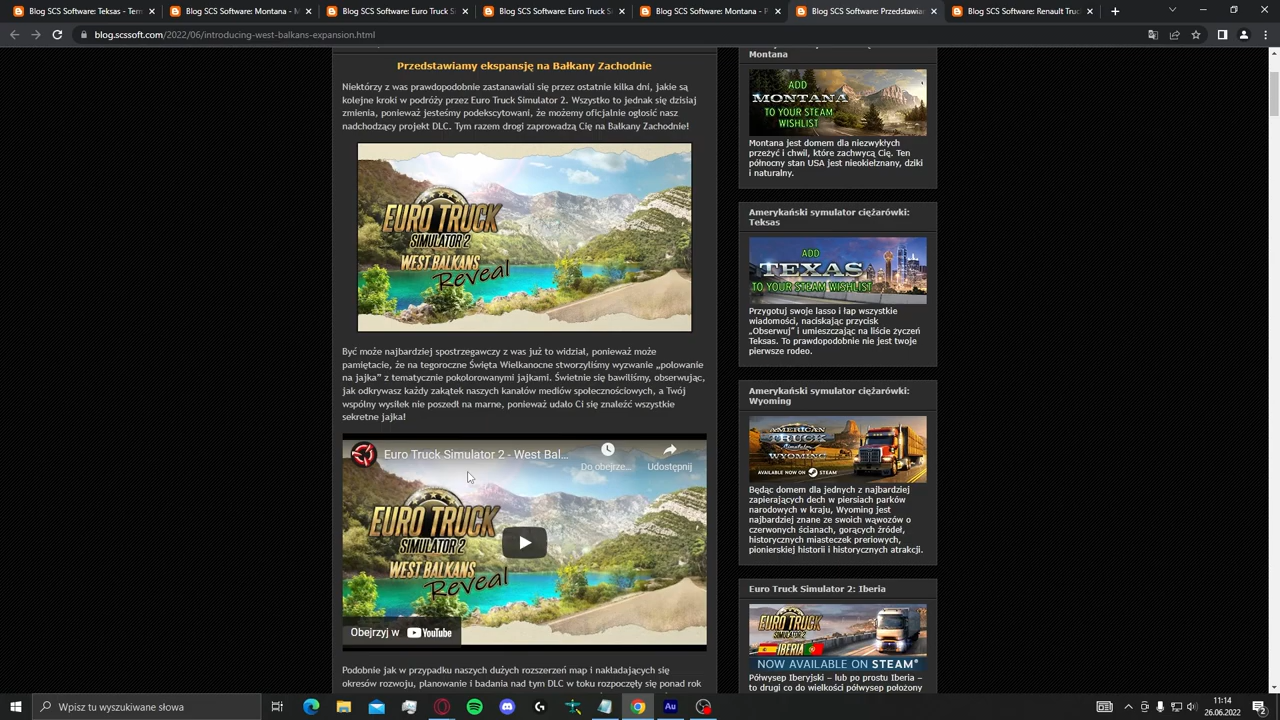 Blog SCS Software: Teksas - Tern
Blog SCS Software: Montana - M
Blog SCS Software: Euro Truck S
Blog SCS Software: Euro Truck S
Blog SCS Software: Montana - P
Blog SCS Software: Przedstawian
Blog SCS Software: Rozkładówki
blog.scssoft.com/2022/06/introducing-west-balkans-expansion.html
Przedstawiamy ekspansję na Bałkany Zachodnie
Niektórzy z was prawdopodobnie zastanawiali się przez ostatnie kilka dni, jakie są
kolejne kroki w podróży przez Euro Truck Simulator 2. Wszystko to jednak się dzisiaj
zmienia, ponieważ jesteśmy podekscytowani, że możemy oficjalnie ogłosić nasz
nadchodzący projekt DLC. Tym razem drogi zaprowadzą Cię na Bałkany Zachodnie!
EURO TRUCK
SIMULATOR 2
WEST BALKANS
Reveal
Być może najbardziej spostrzegawczy z was już to widział, ponieważ może
pamiętacie, że na tegoroczne Święta Wielkanocne stworzyliśmy wyzwanie „polowanie
na jajka” z tematycznie pokolorowanymi jajkami. Świetnie się bawiliśmy, obserwując,
jak odkrywasz każdy zakątek naszych kanałów mediów społecznościowych, a Twój
wspólny wysiłek nie poszedł na marne, ponieważ udało Ci się znaleźć wszystkie
sekretne jajka!
Euro Truck Simulator 2 - West Bal...
Do obejrze...
Udostępnij
EURO TRUCK
SIMULATOR 2
WEST BALKANS
Reveal
Obejrzyj w YouTube
Podobnie jak w przypadku naszych dużych rozszerzeń map i nakładających się
okresów rozwoju, planowanie i badania nad tym DLC w toku rozpoczęły się ponad rok
Montana
ADD
MONTANA
TO YOUR STEAM
WISHLIST
Montana jest domem dla niezwykłych
przeżyć i chwil, które zachwycą Cię. Ten
północny stan USA jest nieokiełznany, dziki
i naturalny.
Amerykański symulator ciężarówki:
Teksas
ADD
TEXAS
TO YOUR STEAM WISHLIST
Przygotuj swoje lasso i łap wszystkie
wiadomości, naciskając przycisk
„Obserwuj” i umieszczając na liście życzeń
Teksas. To prawdopodobnie nie jest twoje
pierwsze rodeo.
Amerykański symulator ciężarówki:
Wyoming
AMERICAN
TRUCK
Simulator
WYOMING
AVAILABLE NOW ON STEAM
Będąc domem dla jednych z najbardziej
zapierających dech w piersiach parków
narodowych w kraju, Wyoming jest
najbardziej znane ze swoich wąwozów o
czerwonych ścianach, gorących źródeł,
historycznych miasteczek preriowych,
pionierskiej historii i historycznych atrakcji.
Euro Truck Simulator 2: Iberia
EURO TRUCK
SIMULATOR 2
IBERIA
NOW AVAILABLE ON STEAM
Półwysep Iberyjski – lub po prostu Iberia –
to drugi co do wielkości półwysep położony
Wpisz tu wyszukiwane słowa
Au
11:14
26.06.2022